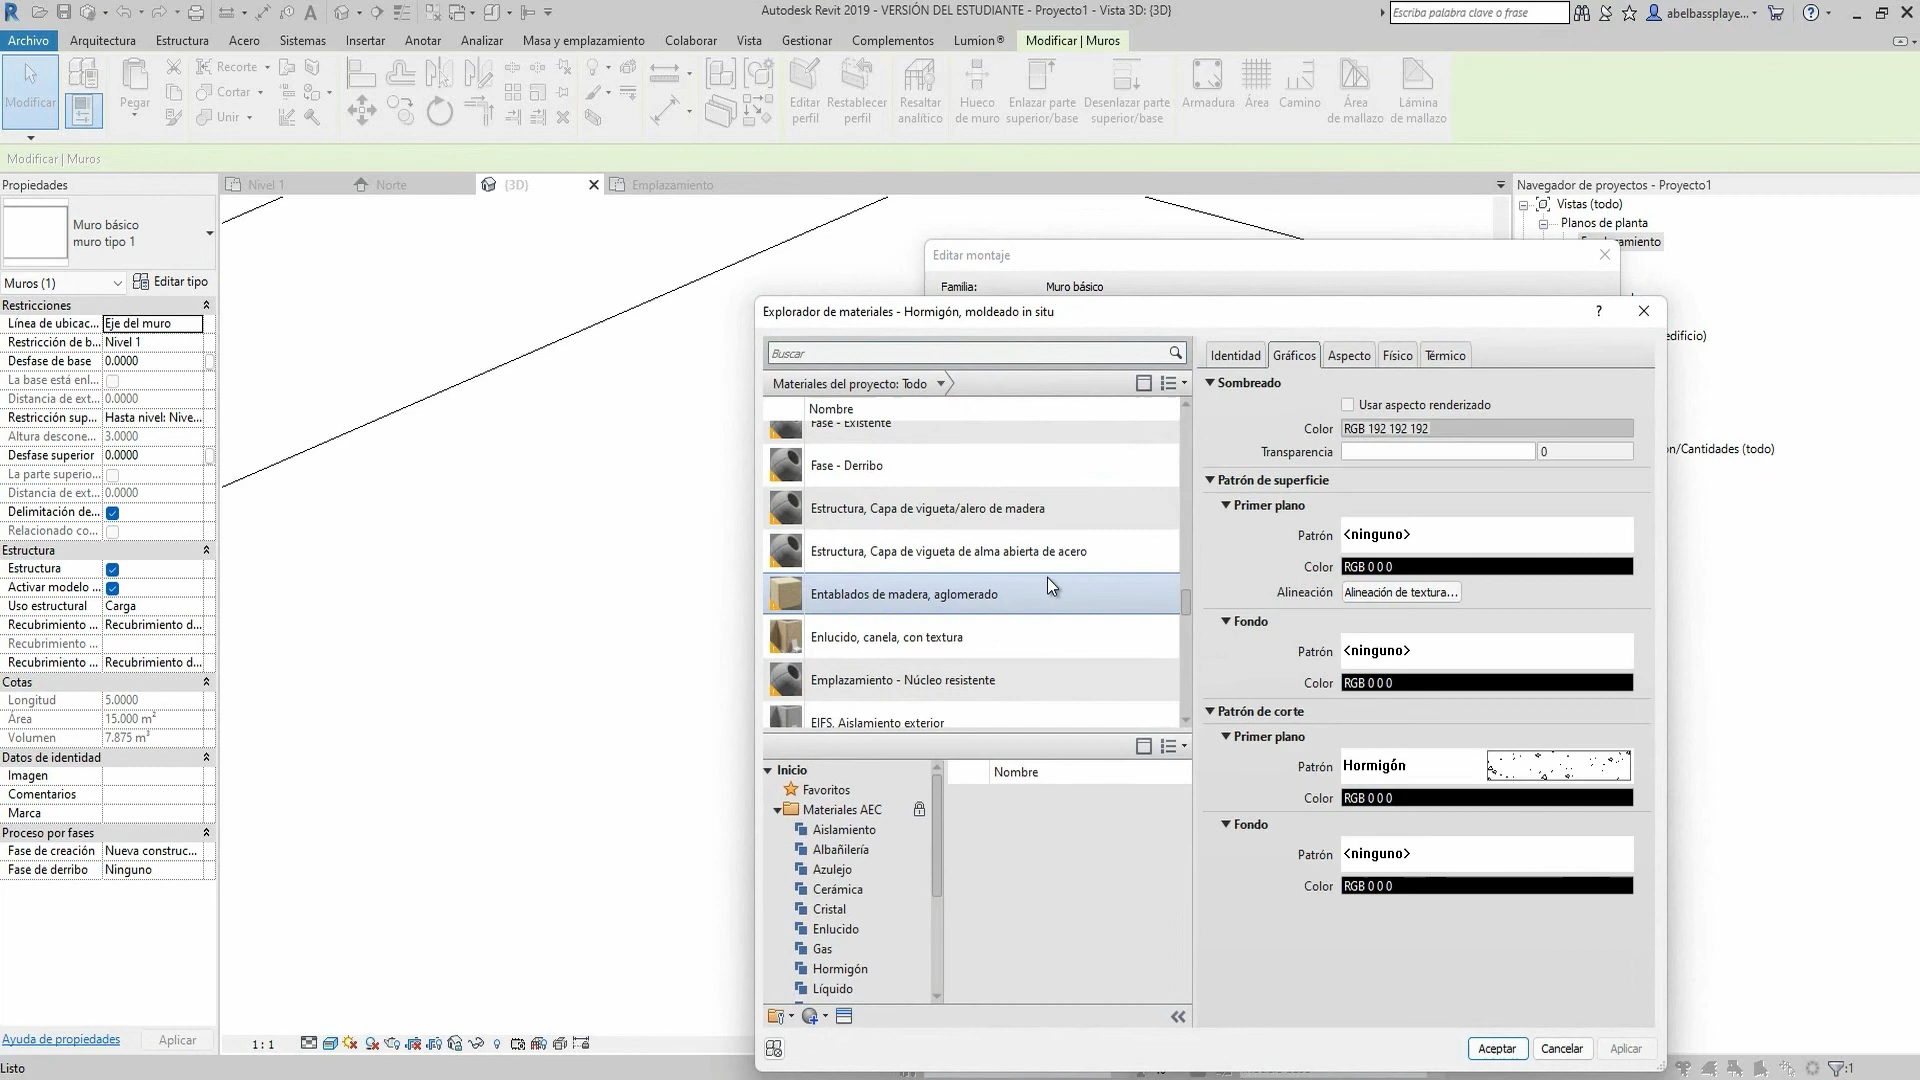 Autodesk Revit 2019 - VERSIÓN DEL ESTUDIANTE - Proyecto1 - Vista 3D: {3D}
Escriba palabra clave o frase
abelbassplaye...
Archivo Arquitectura Estructura Acero Sistemas Insertar Anotar Analizar Masa y emplazamiento Colaborar Vista Gestionar Complementos Lumion® Modificar | Muros
Modificar
Pegar
Recorte
Cortar
Unir
Editar perfil
Restablecer perfil
Resaltar analítico
Hueco de muro
Enlazar parte superior/base
Desenlazar parte superior/base
Armadura
Área
Camino
Área de mallazo
Lámina de mallazo
Modificar | Muros
Propiedades
Muro básico
muro tipo 1
Muros (1) Editar tipo
Restricciones
Línea de ubicac... Eje del muro
Restricción de b... Nivel 1
Desfase de base 0.0000
La base está enl...
Distancia de ext... 0.0000
Restricción sup... Hasta nivel: Nive...
Altura descone... 3.0000
Desfase superior 0.0000
La parte superio...
Distancia de ext... 0.0000
Delimitación de...
Relacionado co...
Estructura
Estructura
Activar modelo ...
Uso estructural Carga
Recubrimiento ... Recubrimiento d...
Recubrimiento ...
Recubrimiento ... Recubrimiento d...
Cotas
Longitud 5.0000
Área 15.000 m²
Volumen 7.875 m³
Datos de identidad
Imagen
Comentarios
Marca
Proceso por fases
Fase de creación Nueva construc...
Fase de derribo Ninguno
Ayuda de propiedades Aplicar
Listo
Nivel 1 Norte {3D} Emplazamiento
1 : 1
Navegador de proyectos - Proyecto1
Vistas (todo)
Planos de planta
Editar montaje
Familia: Muro básico
edificio)
on/Cantidades (todo)
Explorador de materiales - Hormigón, moldeado in situ
?
Buscar
Materiales del proyecto: Todo
Nombre
Fase - Existente
Fase - Derribo
Estructura, Capa de vigueta/alero de madera
Estructura, Capa de vigueta de alma abierta de acero
Entablados de madera, aglomerado
Enlucido, canela, con textura
Emplazamiento - Núcleo resistente
EIFS, Aislamiento exterior
Inicio
Favoritos
Materiales AEC
Aislamiento
Albañilería
Azulejo
Cerámica
Cristal
Enlucido
Gas
Hormigón
Líquido
Nombre
Identidad Gráficos Aspecto Físico Térmico
Sombreado
Usar aspecto renderizado
Color RGB 192 192 192
Transparencia 0
Patrón de superficie
Primer plano
Patrón <ninguno>
Color RGB 0 0 0
Alineación Alineación de textura...
Fondo
Patrón <ninguno>
Color RGB 0 0 0
Patrón de corte
Primer plano
Patrón Hormigón
Color RGB 0 0 0
Fondo
Patrón <ninguno>
Color RGB 0 0 0
Aceptar Cancelar Aplicar
:1